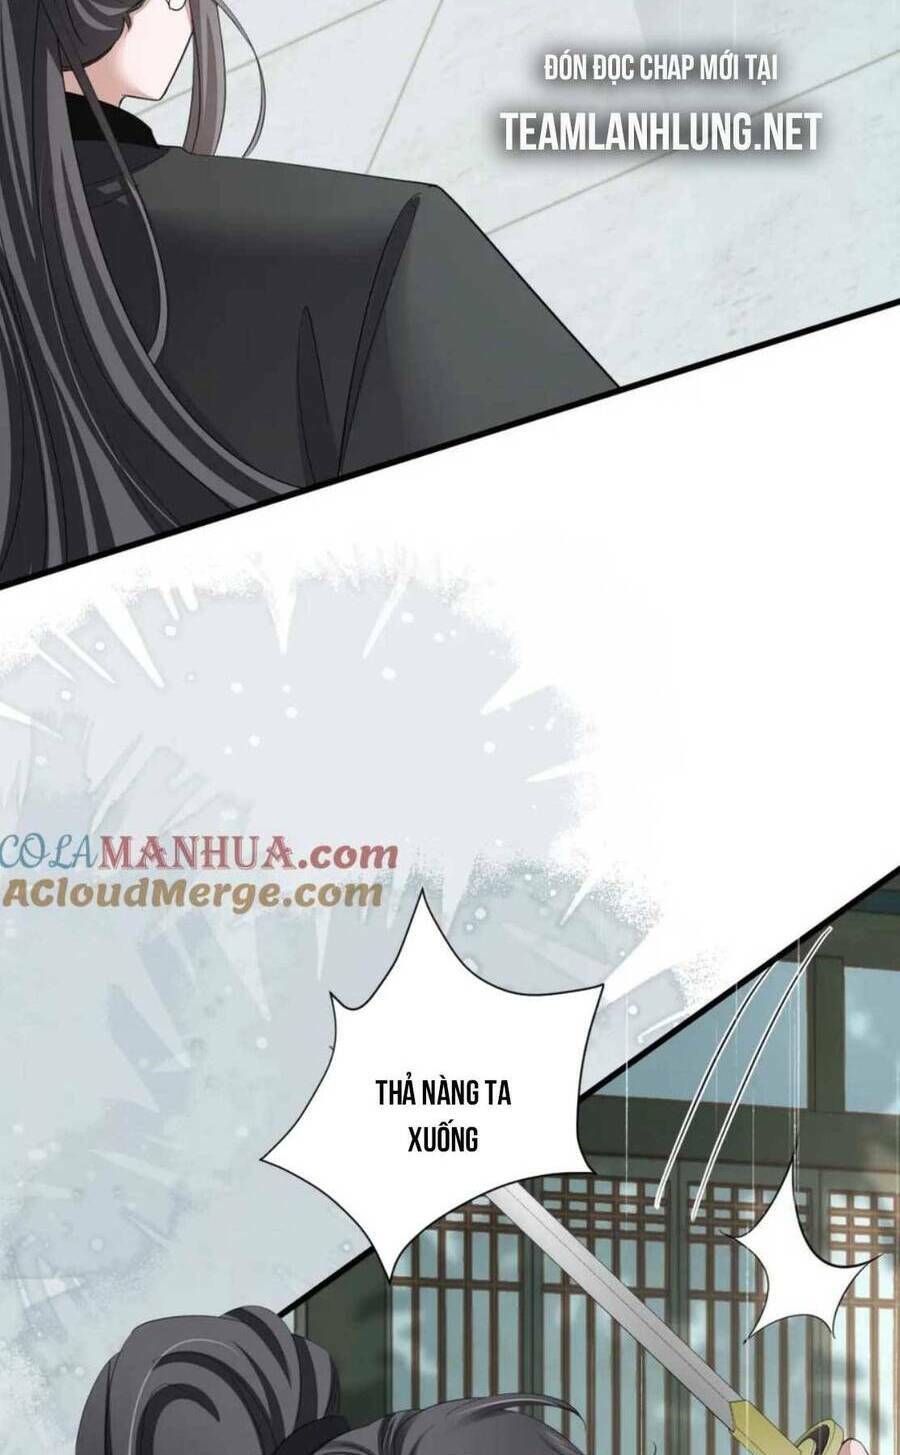 ĐÓN ĐỌC CHAP MỚI TẠI
TEAMLANHLUNG.NET
COLAMANHUA.com
ACloudMerge.com
THẢ NÀNG TA
XUỐNG